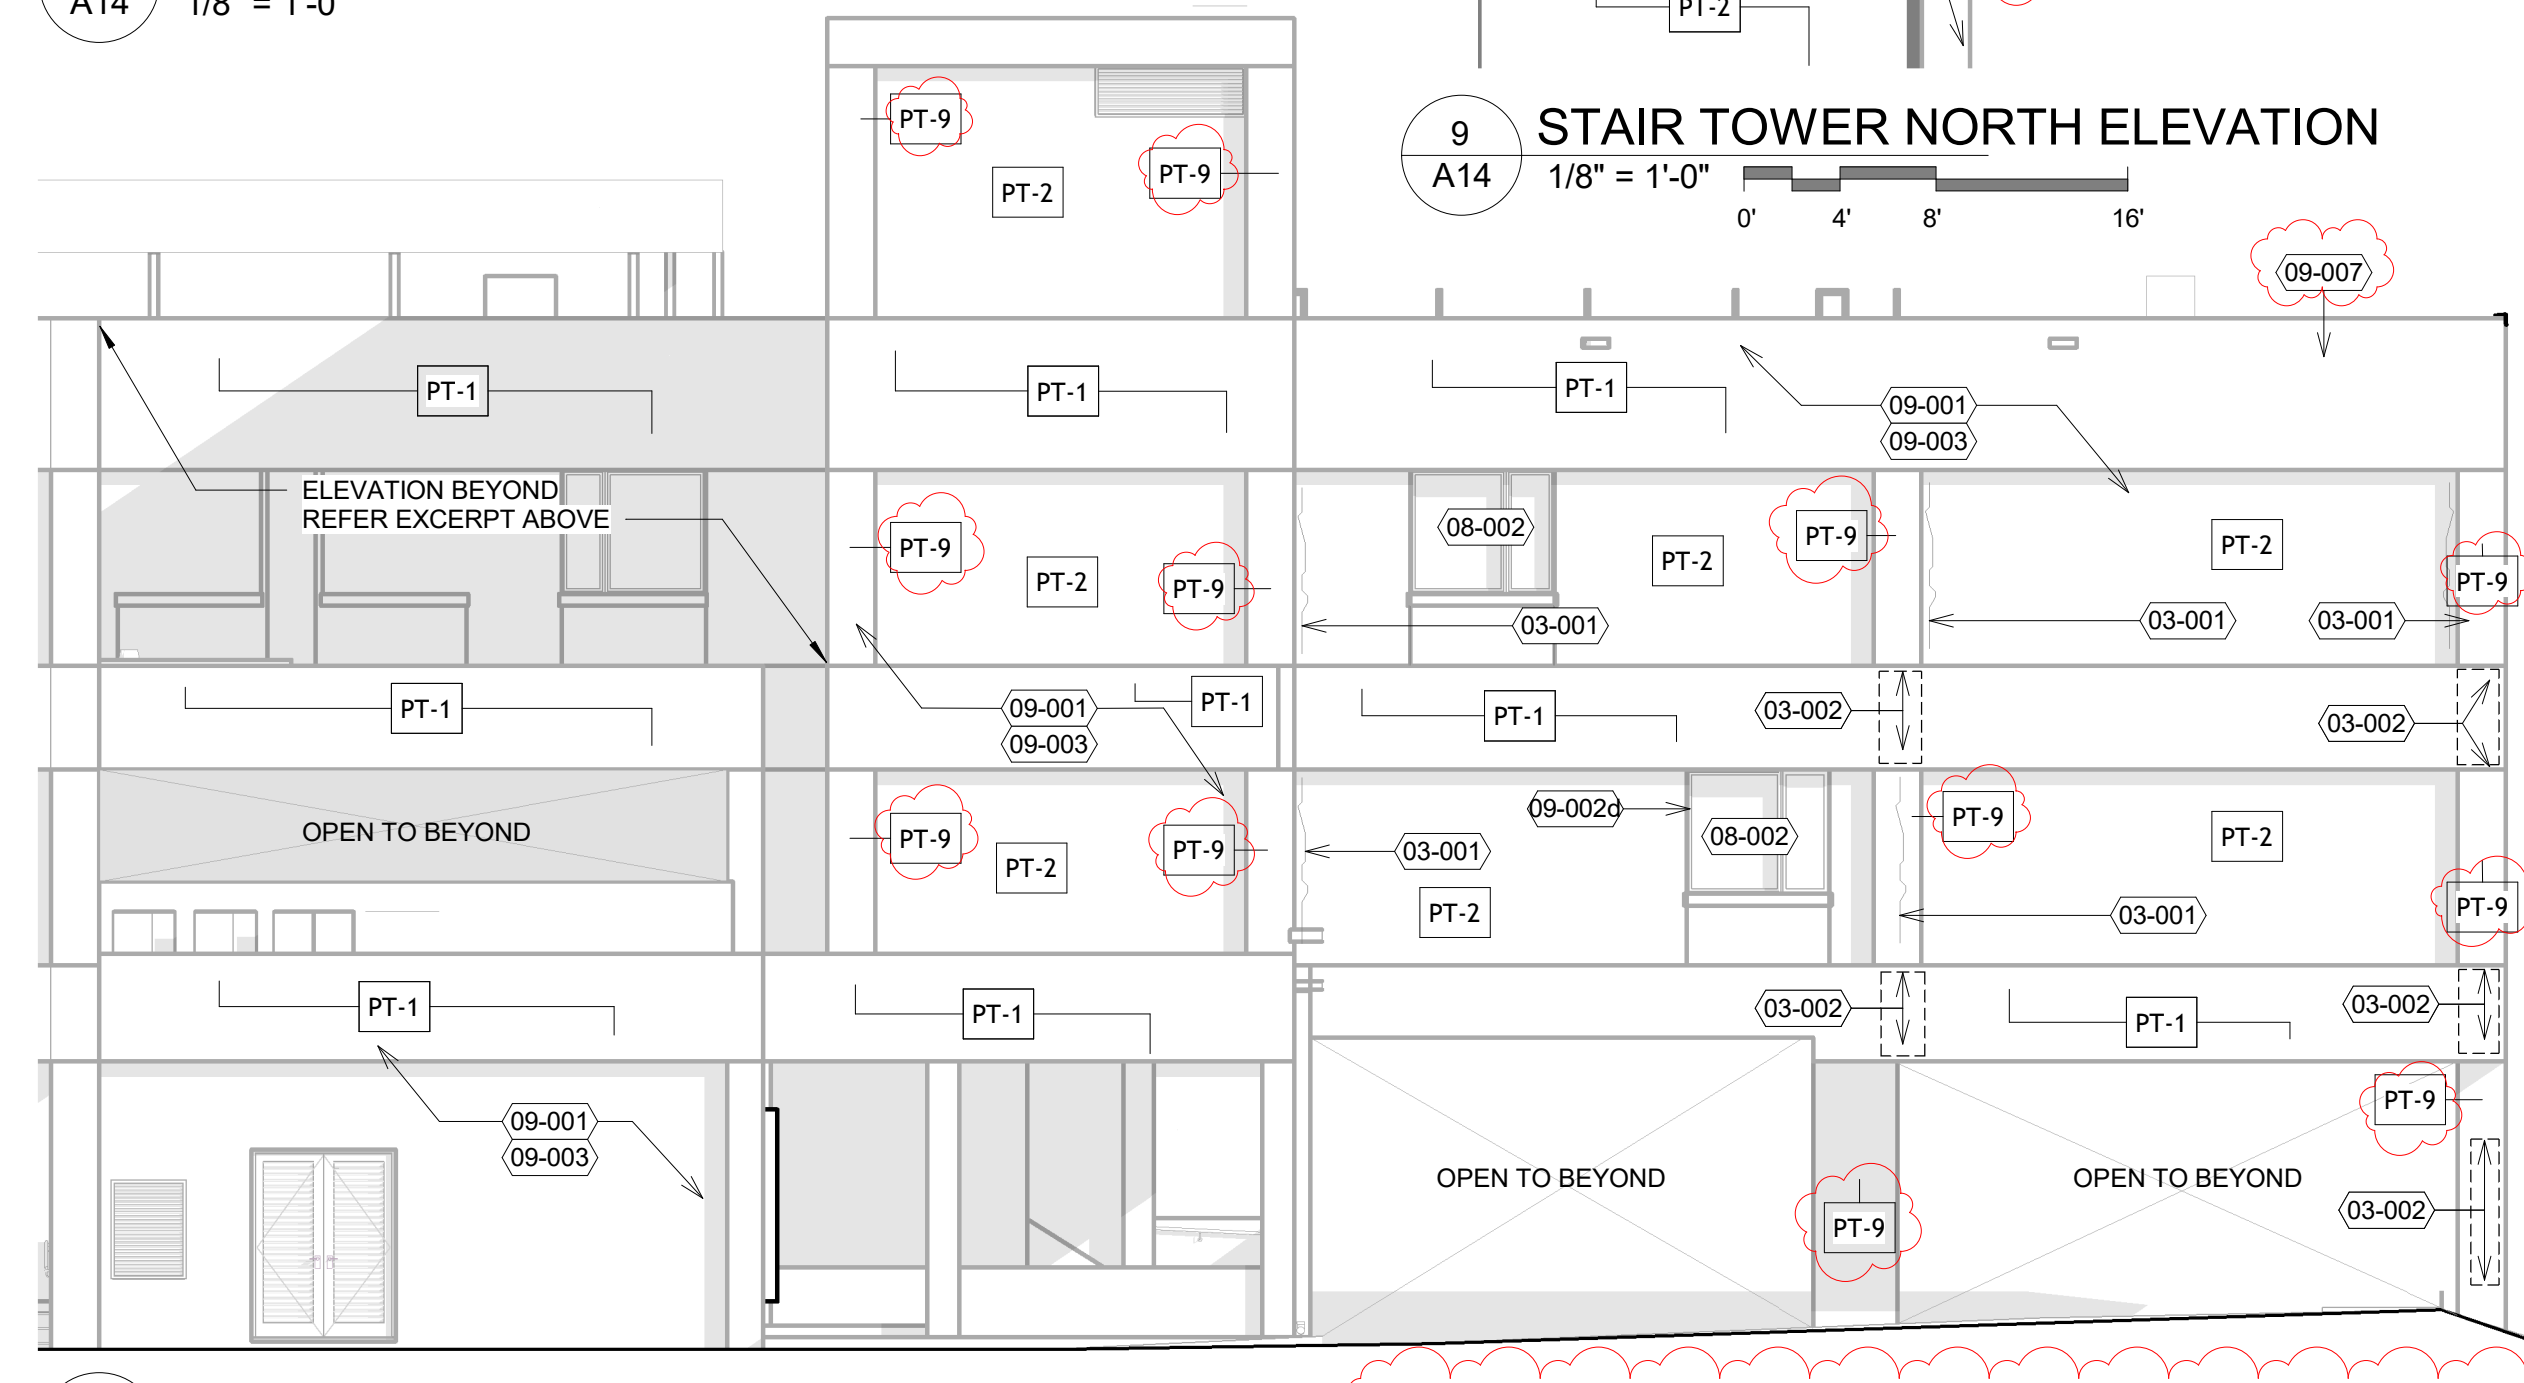 A14
1/8" = 1'-0"
PT-2
9
A14
STAIR TOWER NORTH ELEVATION
1/8" = 1'-0"
0' 4' 8' 16'
PT-9
PT-9
PT-2
09-007
PT-1
PT-1
PT-1
09-001
09-003
ELEVATION BEYOND
REFER EXCERPT ABOVE
PT-9
PT-2
PT-9
08-002
PT-2
PT-9
PT-2
PT-9
03-001
03-001
03-001
PT-1
09-001
09-003
PT-1
PT-1
03-002
03-002
OPEN TO BEYOND
PT-9
PT-2
PT-9
03-001
09-002d
08-002
PT-2
PT-9
PT-2
PT-9
03-001
PT-1
PT-1
03-002
PT-1
03-002
09-001
09-003
OPEN TO BEYOND
PT-9
OPEN TO BEYOND
PT-9
03-002